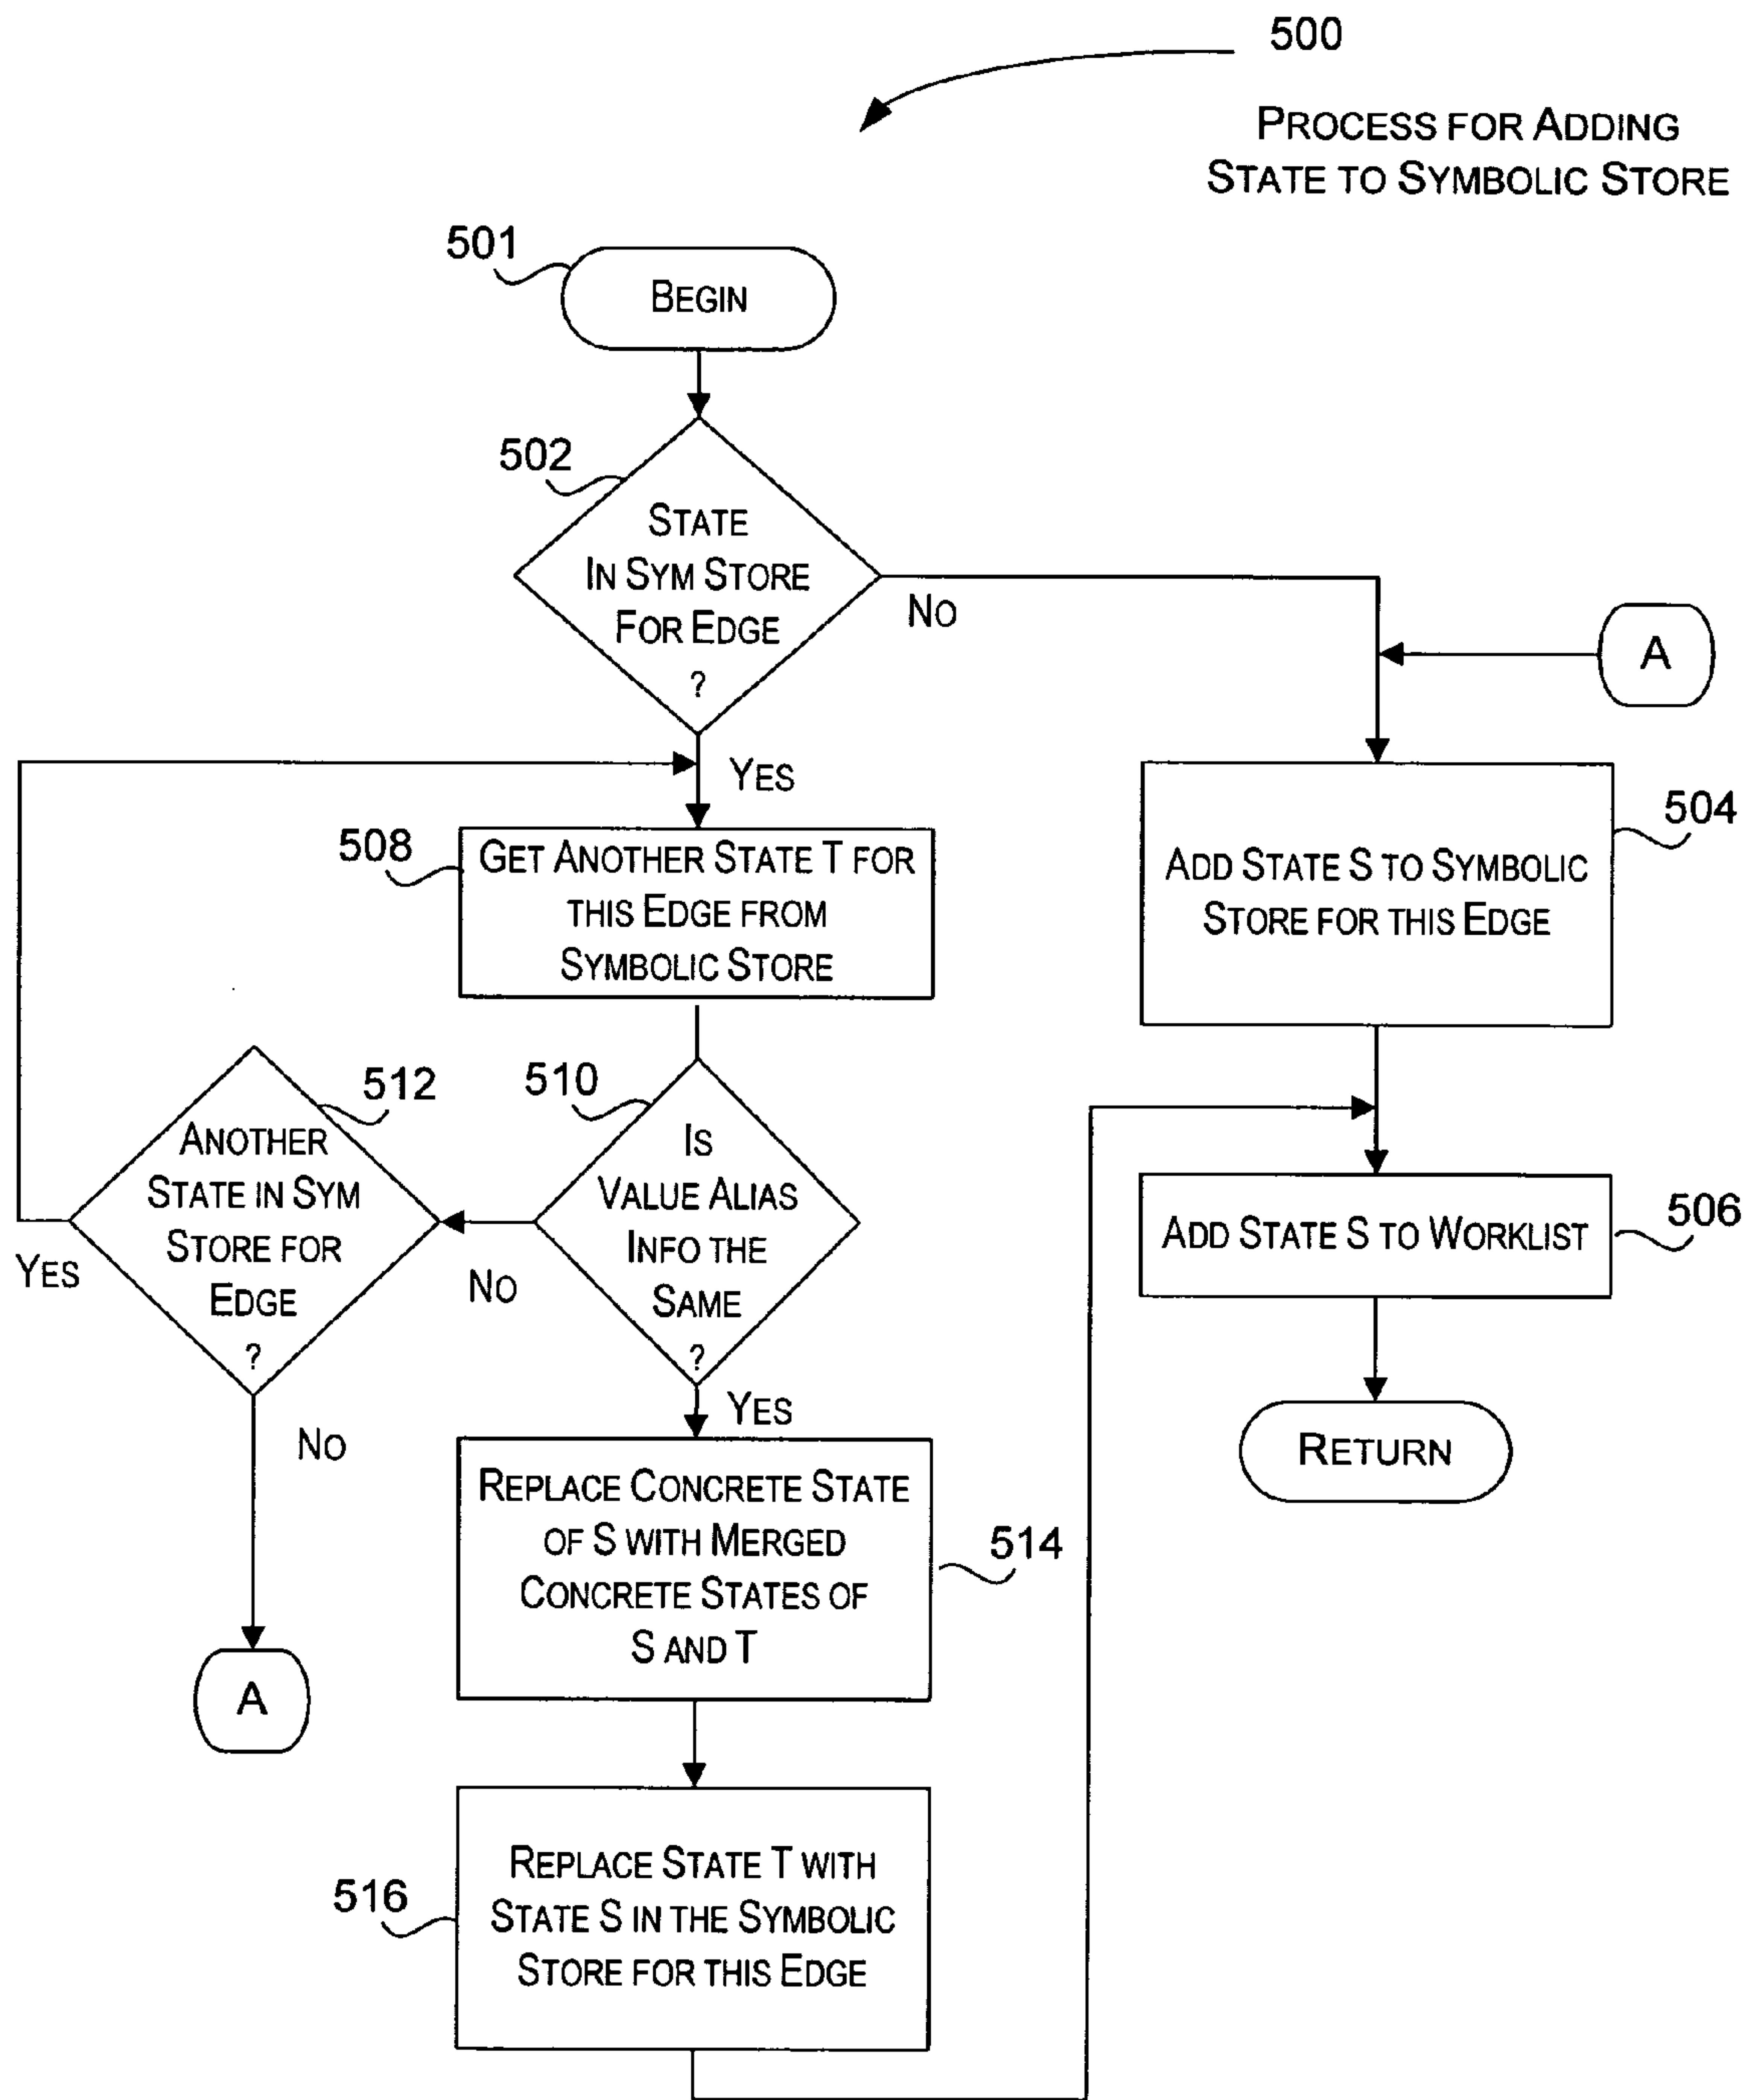 500
PROCESS FOR ADDING
STATE TO SYMBOLIC STORE
501
BEGIN
502
STATE
IN SYM STORE
FOR EDGE
?
NO
A
YES
508
GET ANOTHER STATE T FOR
THIS EDGE FROM
SYMBOLIC STORE
504
ADD STATE S TO SYMBOLIC
STORE FOR THIS EDGE
512
ANOTHER
STATE IN SYM
STORE FOR
EDGE
?
YES
NO
510
IS
VALUE ALIAS
INFO THE
SAME
?
NO
YES
506
ADD STATE S TO WORKLIST
RETURN
REPLACE CONCRETE STATE
OF S WITH MERGED
CONCRETE STATES OF
S AND T
514
A
516
REPLACE STATE T WITH
STATE S IN THE SYMBOLIC
STORE FOR THIS EDGE